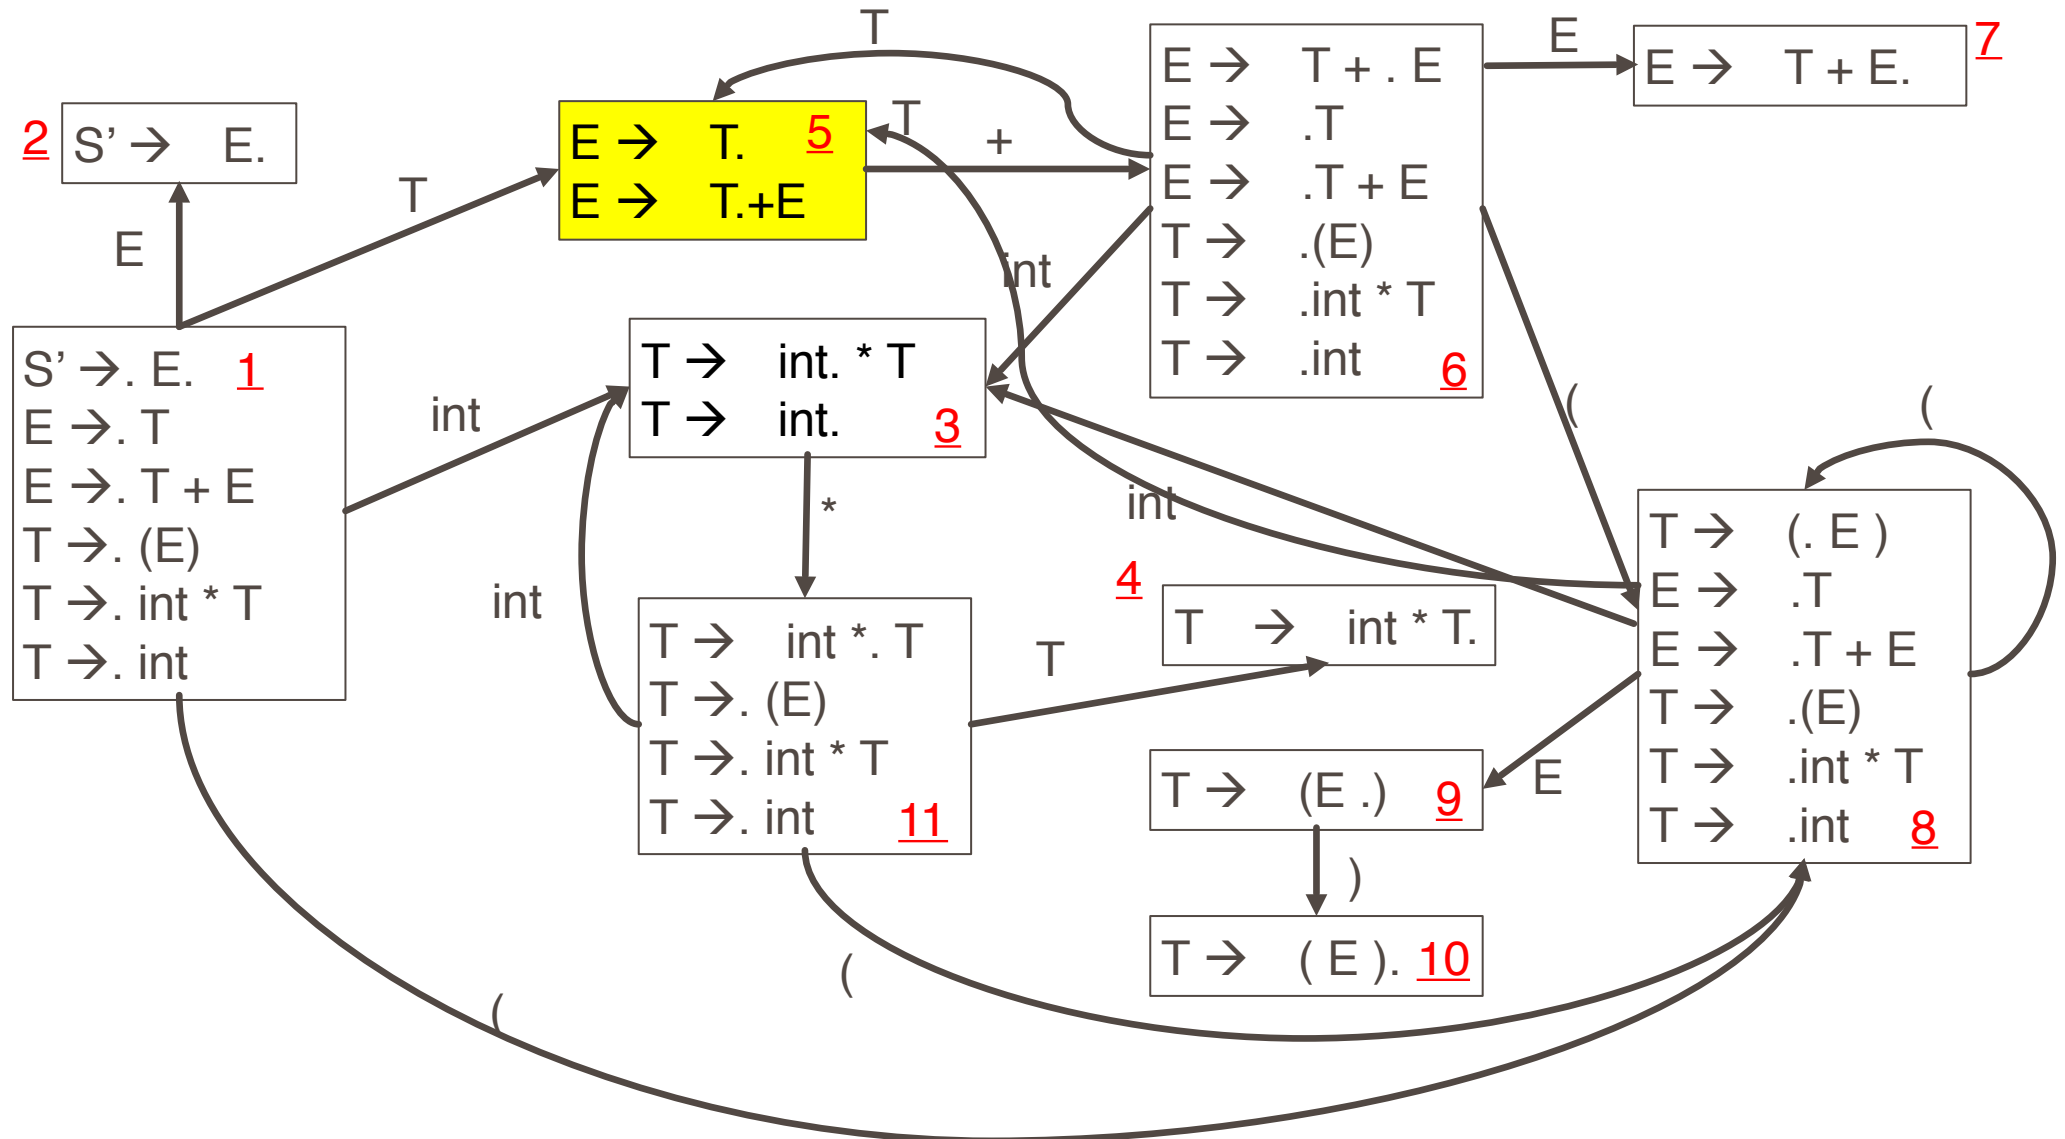 T
E → T + . E
E → .T
E → .T + E
T → .(E)
T → .int * T
T → .int
6
E
E → T + E.
7
2
S’ → E.
E → T.
E → T.+E
5
T
+
T
E
int
S’ →. E.
E →. T
E →. T + E
T →. (E)
T →. int * T
T →. int
1
int
T → int. * T
T → int.
3
(
(
*
int
int
T → (. E )
E → .T
E → .T + E
T → .(E)
T → .int * T
T → .int
8
4
T → int * T.
T
T → int *. T
T →. (E)
T →. int * T
T →. int
11
T → (E .)
9
E
)
T → ( E ).
10
(
(